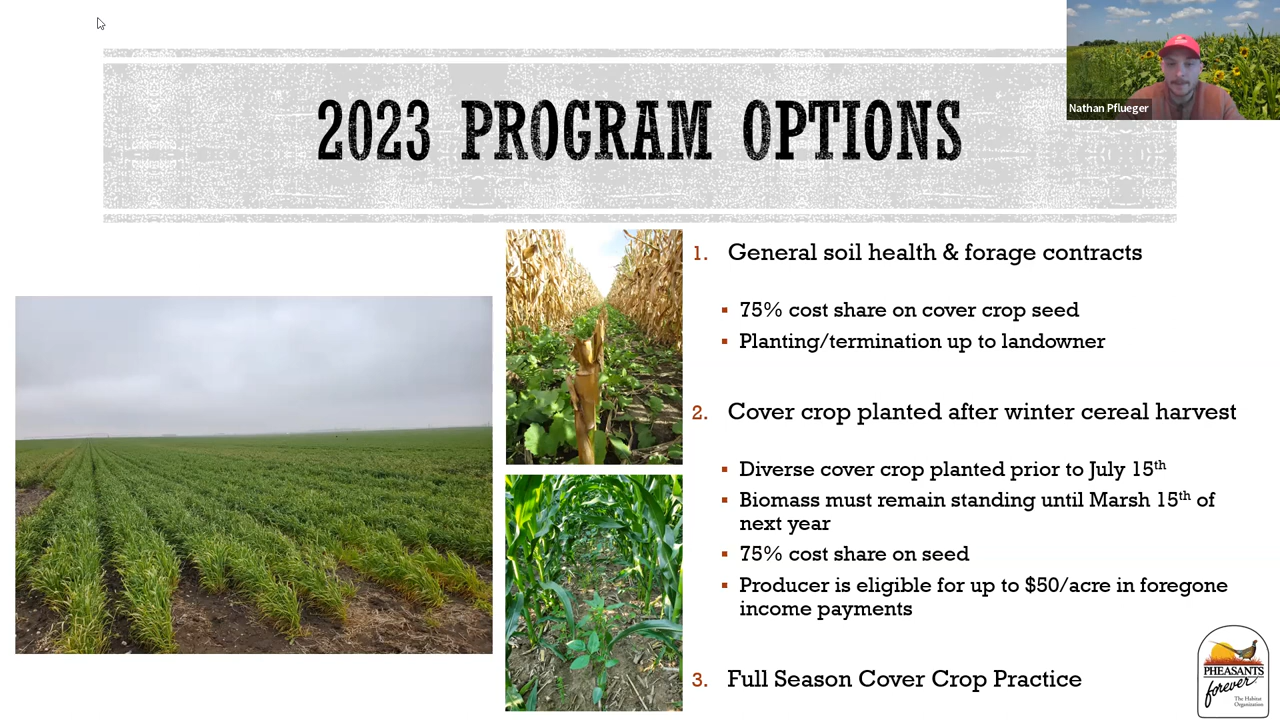 2023 PROGRAM OPTIONS
Nathan Pflueger
1. General soil health & forage contracts
▪ 75% cost share on cover crop seed
▪ Planting/termination up to landowner
2. Cover crop planted after winter cereal harvest
▪ Diverse cover crop planted prior to July 15th
▪ Biomass must remain standing until Marsh 15th of
next year
▪ 75% cost share on seed
▪ Producer is eligible for up to $50/acre in foregone
income payments
3. Full Season Cover Crop Practice
PHEASANTS
forever
The Habitat
Organization